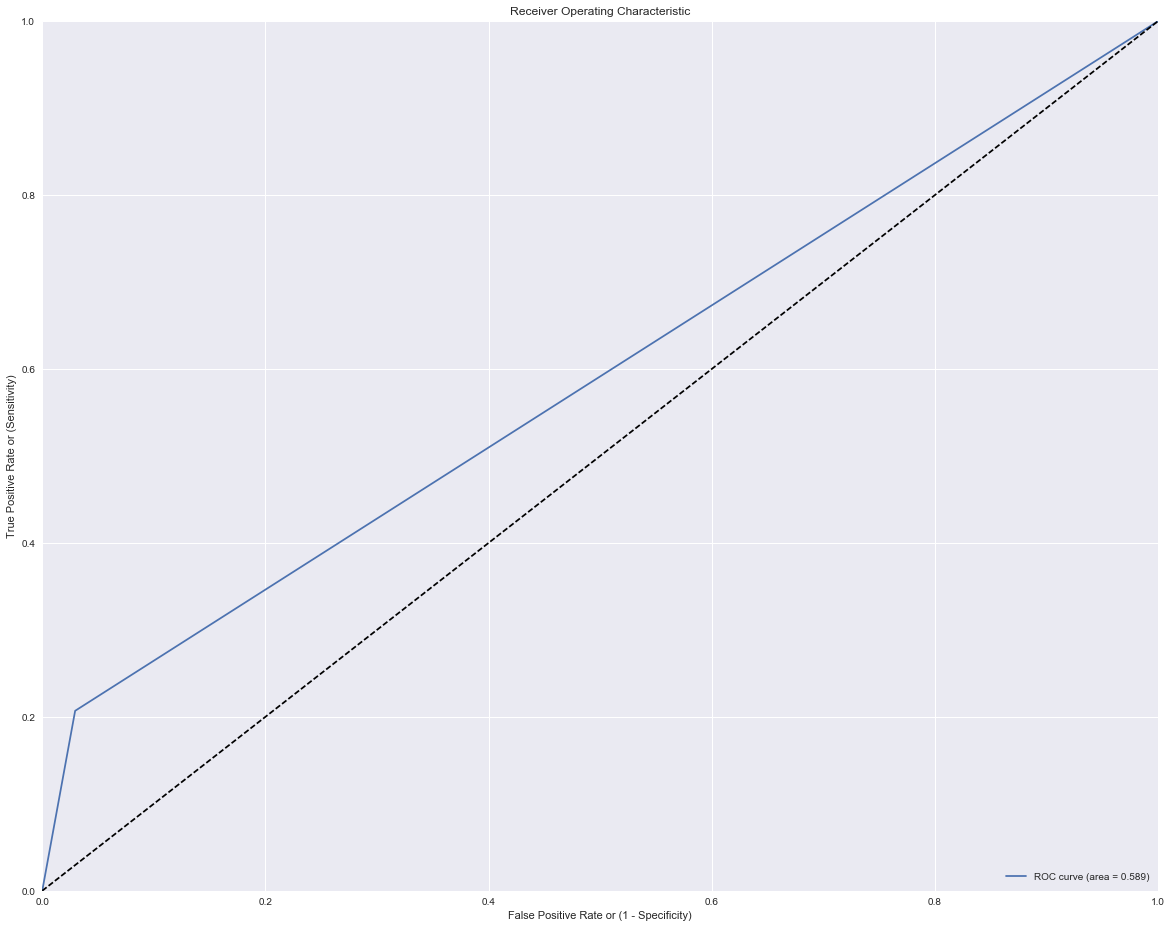 Receiver Operating Characteristic
1.0
0.8
0.6
0.4
0.2
0.0
True Positive Rate or (Sensitivity)
ROC curve (area = 0.589)
0.0 0.2 0.4 0.6 0.8 1.0
False Positive Rate or (1 - Specificity)